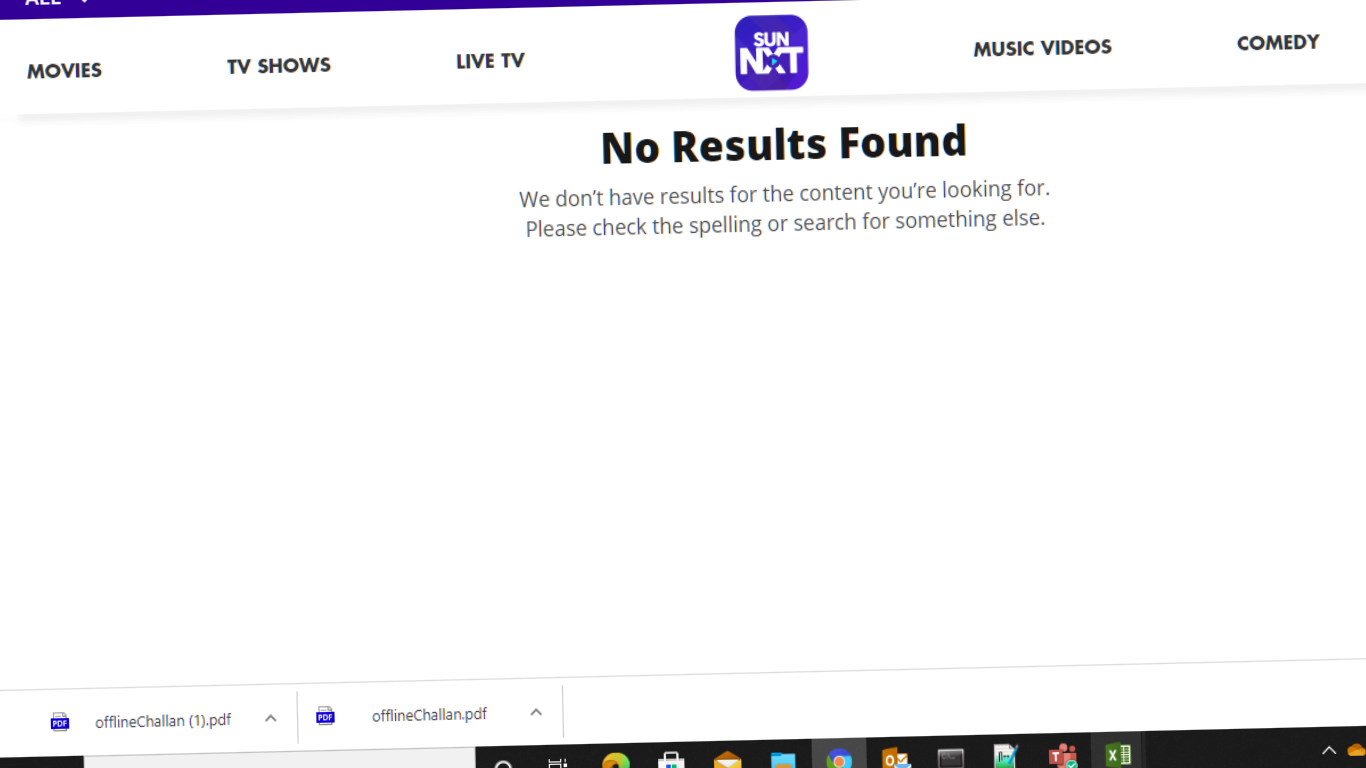 ALL
MOVIES
TV SHOWS
LIVE TV
SUN
NXT
MUSIC VIDEOS
COMEDY
No Results Found
We don't have results for the content you're looking for.
Please check the spelling or search for something else.
PDF
offlineChallan (1).pdf
PDF
offlineChallan.pdf